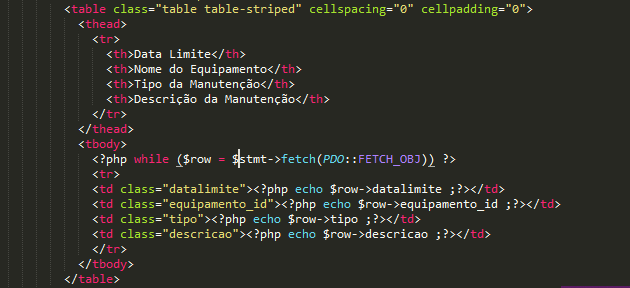 <table class="table table-striped" cellspacing="0" cellpadding="0">
<thead>
<tr>
<th>Data Limite</th>
<th>Nome do Equipamento</th>
<th>Tipo da Manutenção</th>
<th>Descrição da Manutenção</th>
</tr>
</thead>
<tbody>
<?php while ($row = $stmt->fetch(PDO::FETCH_OBJ)) ?>
<tr>
<td class="datalimite"><?php echo $row->datalimite ;?></td>
<td class="equipamento_id"><?php echo $row->equipamento_id ;?></td>
<td class="tipo"><?php echo $row->tipo ;?></td>
<td class="descricao"><?php echo $row->descricao ;?></td>
</tr>
</tbody>
</table>